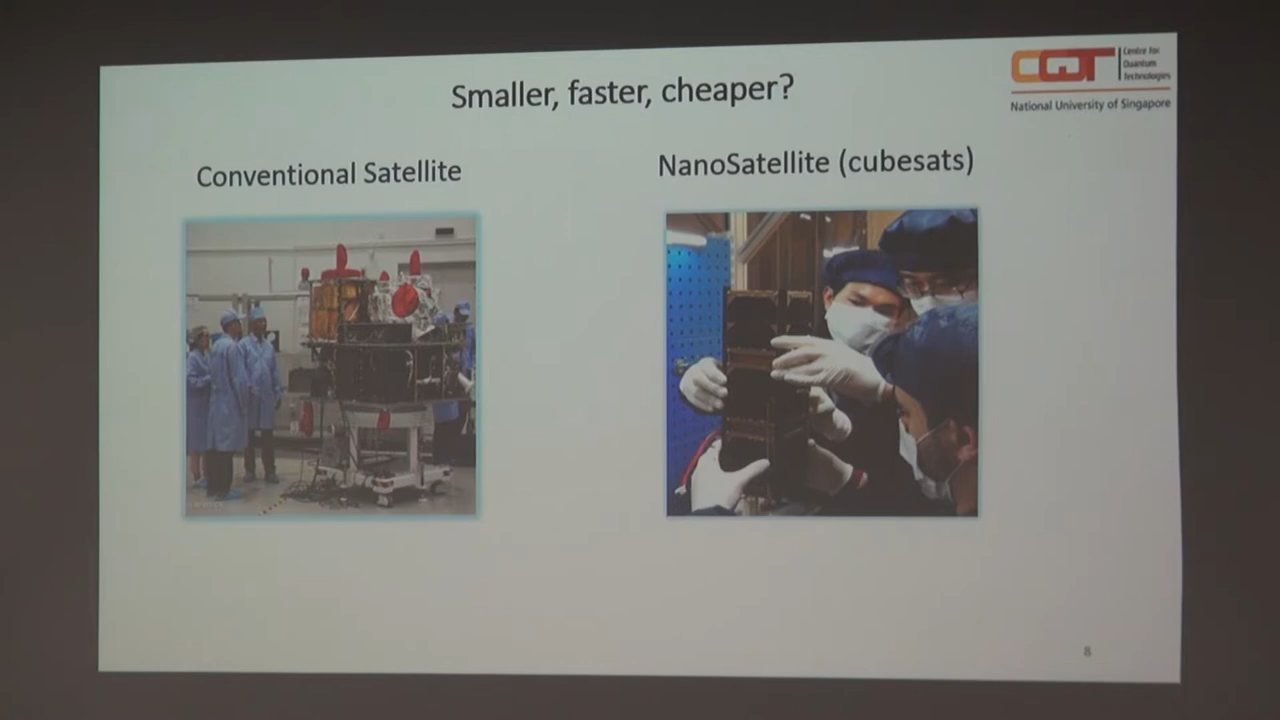 Smaller, faster, cheaper?
CQT
Centre for
Quantum
Technologies
National University of Singapore
Conventional Satellite
NanoSatellite (cubesats)
8